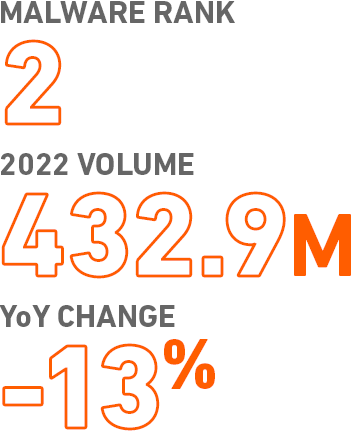 MALWARE RANK
2
2022 VOLUME
432.9M
YoY CHANGE
-13%